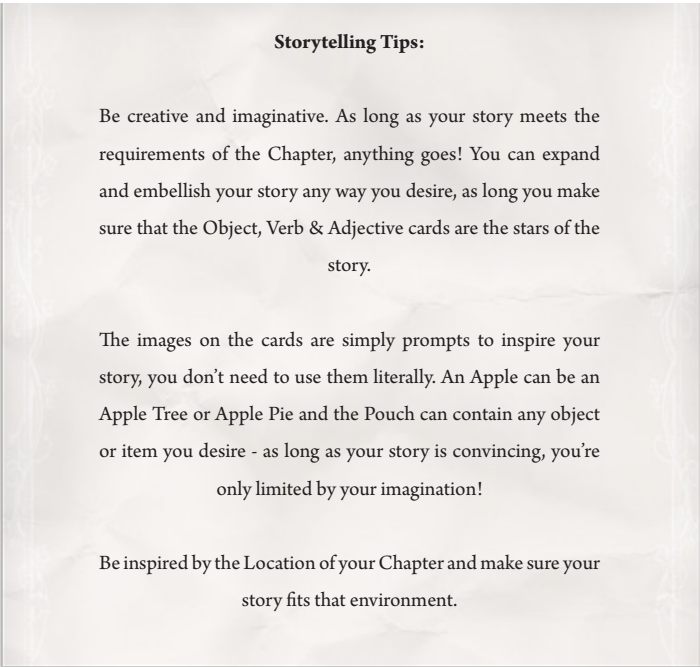 Storytelling Tips:
Be creative and imaginative. As long as your story meets the
requirements of the Chapter, anything goes! You can expand
and embellish your story any way you desire, as long you make
sure that the Object, Verb & Adjective cards are the stars of the
story.
The images on the cards are simply prompts to inspire your
story, you don’t need to use them literally. An Apple can be an
Apple Tree or Apple Pie and the Pouch can contain any object
or item you desire - as long as your story is convincing, you’re
only limited by your imagination!
Be inspired by the Location of your Chapter and make sure your
story fits that environment.